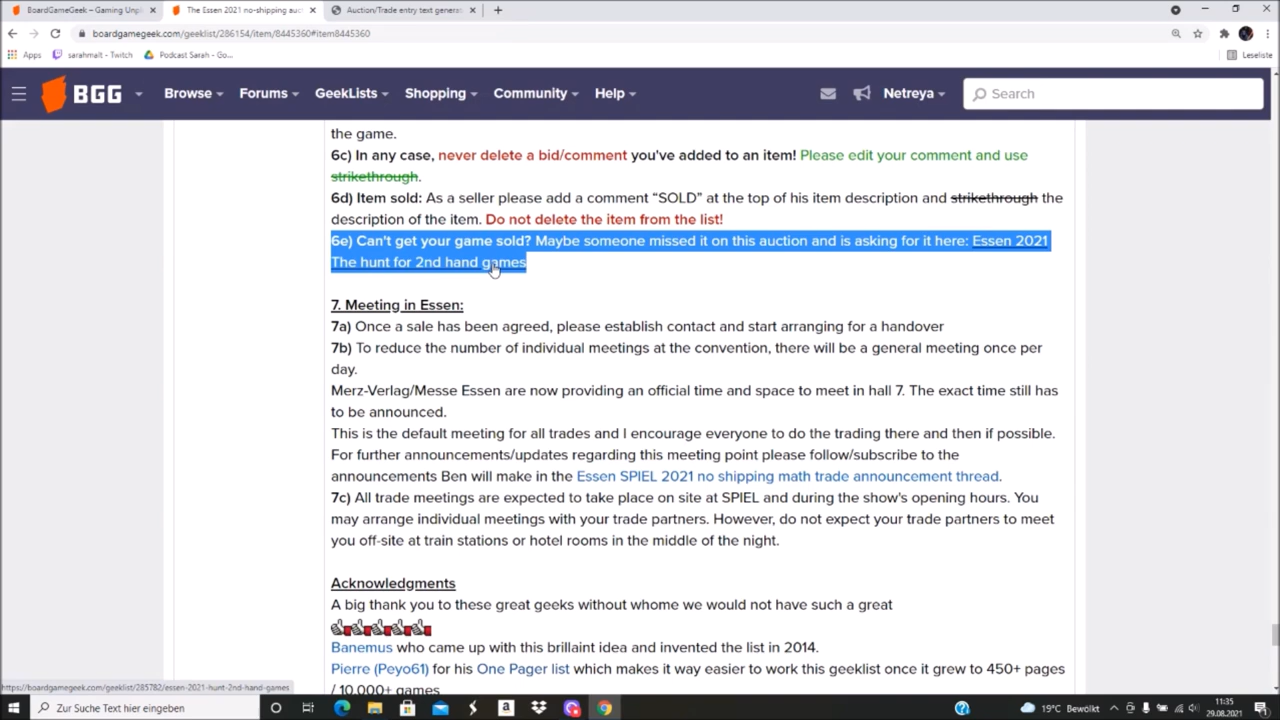 BoardGameGeek – Gaming Unpl
The Essen 2021 no-shipping auc
Auction/Trade entry text generat
boardgamegeek.com/geeklist/286154/item/8445360#item8445360
Apps
sarahmalt - Twitch
Podcast Sarah - Go...
Leseliste
BGG
Browse
Forums
GeekLists
Shopping
Community
Help
Netreya
Search
the game.
6c) In any case, never delete a bid/comment you've added to an item! Please edit your comment and use
strikethrough.
6d) Item sold: As a seller please add a comment “SOLD” at the top of his item description and strikethrough the
description of the item. Do not delete the item from the list!
6e) Can't get your game sold? Maybe someone missed it on this auction and is asking for it here: Essen 2021
The hunt for 2nd hand games
7. Meeting in Essen:
7a) Once a sale has been agreed, please establish contact and start arranging for a handover
7b) To reduce the number of individual meetings at the convention, there will be a general meeting once per
day.
Merz-Verlag/Messe Essen are now providing an official time and space to meet in hall 7. The exact time still has
to be announced.
This is the default meeting for all trades and I encourage everyone to do the trading there and then if possible.
For further announcements/updates regarding this meeting point please follow/subscribe to the
announcements Ben will make in the Essen SPIEL 2021 no shipping math trade announcement thread.
7c) All trade meetings are expected to take place on site at SPIEL and during the show's opening hours. You
may arrange individual meetings with your trade partners. However, do not expect your trade partners to meet
you off-site at train stations or hotel rooms in the middle of the night.
Acknowledgments
A big thank you to these great geeks without whome we would not have such a great
Banemus who came up with this brillaint idea and invented the list in 2014.
Pierre (Peyo61) for his One Pager list which makes it way easier to work this geeklist once it grew to 450+ pages
/ 10.000+ games
https://boardgamegeek.com/geeklist/285782/essen-2021-hunt-2nd-hand-games
Zur Suche Text hier eingeben
19°C Bewölkt
11:35
29.08.2021